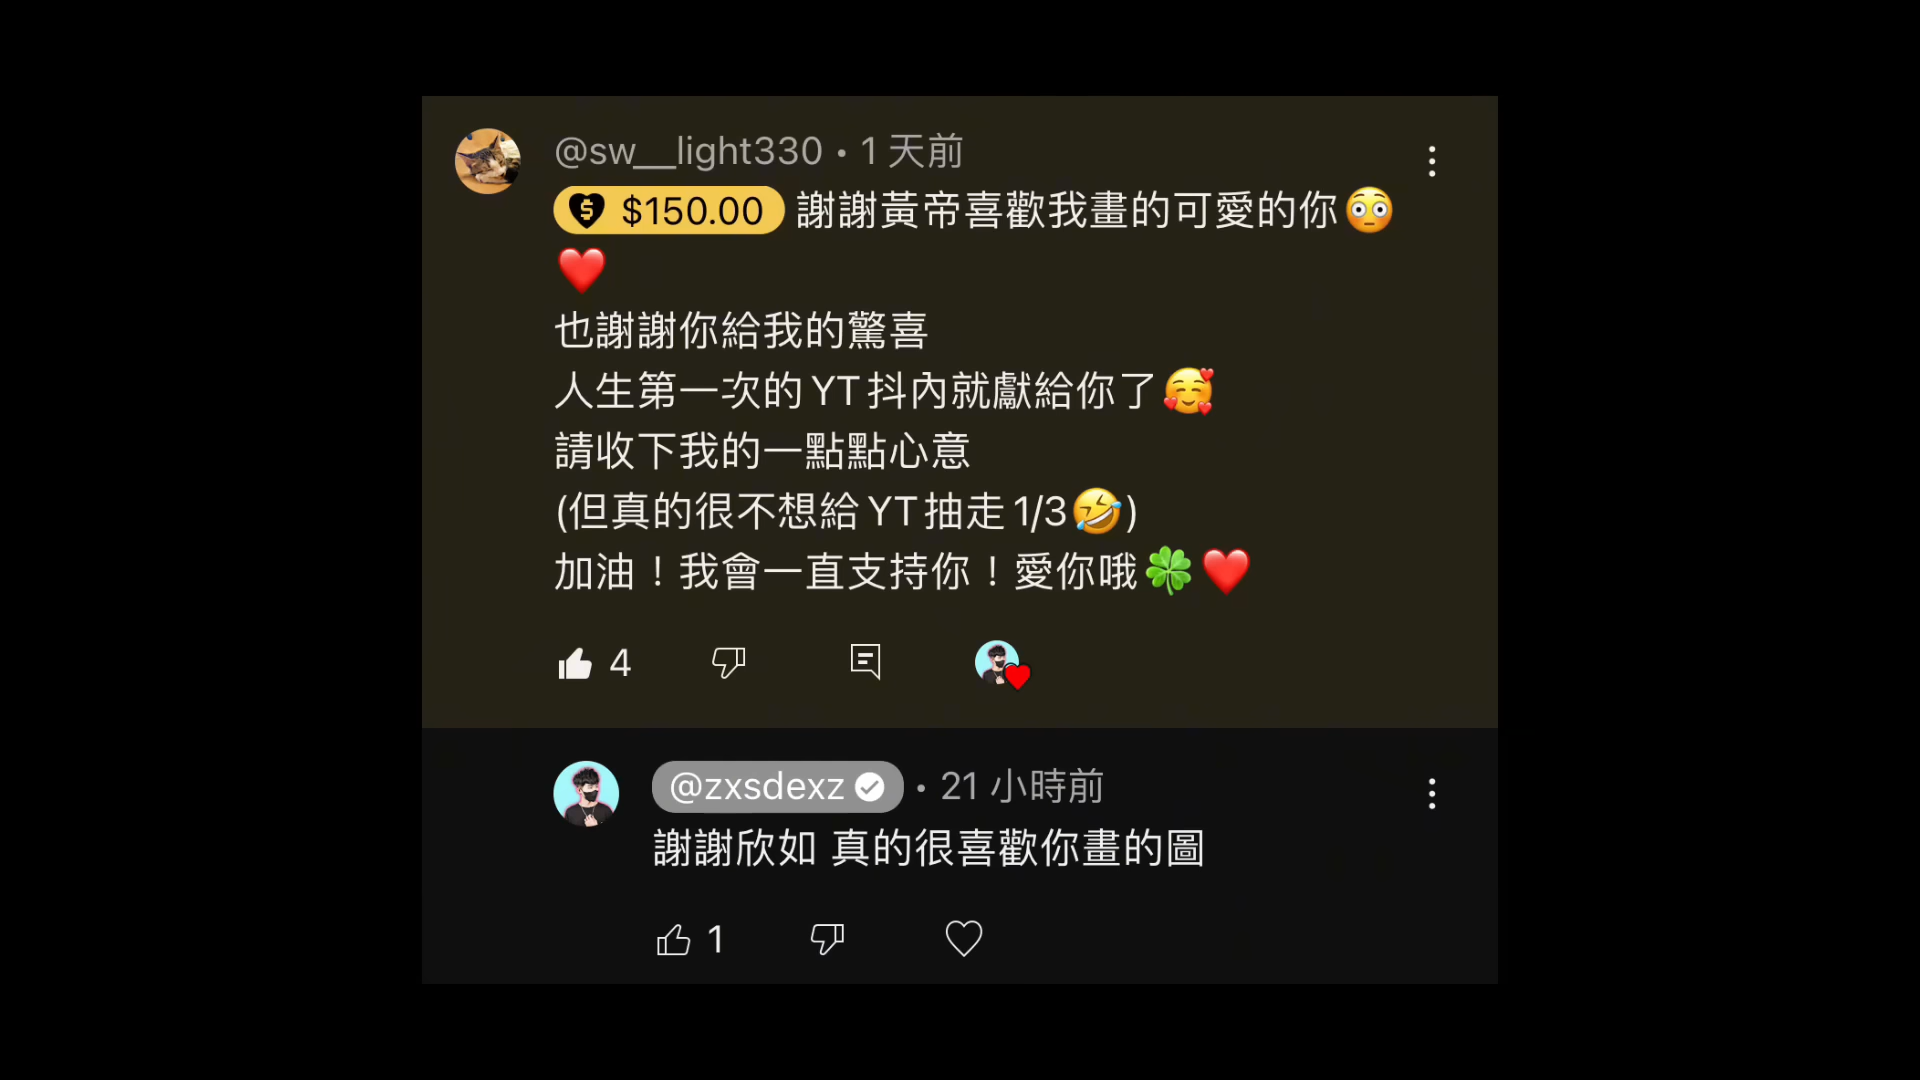 @sw__light330 • 1 天前
$150.00 謝謝黃帝喜歡我畫的可愛的你😳
❤️
也謝謝你給我的驚喜
人生第一次的YT抖內就獻給你了🥰
請收下我的一點點心意
(但真的很不想給YT抽走1/3🤣)
加油！我會一直支持你！愛你哦🍀❤️
4
@zxsdexz • 21 小時前
謝謝欣如 真的很喜歡你畫的圖
1